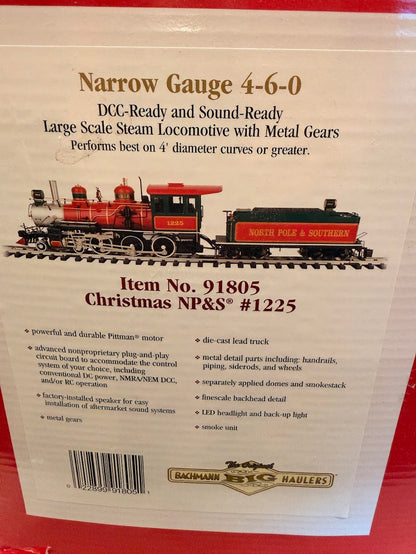 Narrow Gauge 4-6-0
DCC-Ready and Sound-Ready
Large Scale Steam Locomotive with Metal Gears
Performs best on 4' diameter curves or greater.
1225
NORTH POLE & SOUTHERN
Item No. 91805
Christmas NP&S® #1225
powerful and durable Pittman® motor
advanced nonproprietary plug-and-play
circuit board to accommodate the control
system of your choice, including
conventional DC power, NMRA/NEM DCC,
and/or RC operation
factory-installed speaker for easy
installation of aftermarket sound systems
metal gears
die-cast lead truck
metal detail parts including: handrails,
piping, siderods, and wheels
separately applied domes and smokestack
finescale backhead detail
LED headlight and back-up light
smoke unit
0 22899 91805 1
The Original
BACHMANN BIG HAULERS